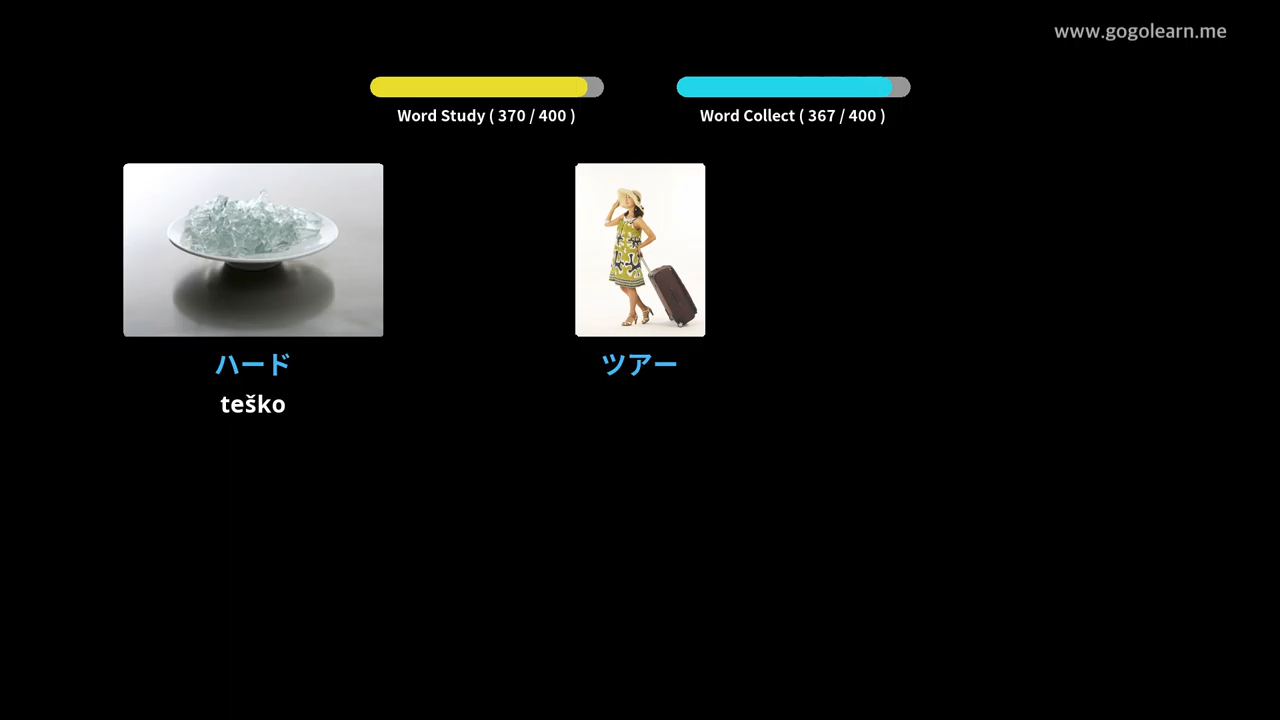 www.gogolearn.me
Word Study ( 370 / 400 )
Word Collect ( 367 / 400 )
ハード
ツアー
teško